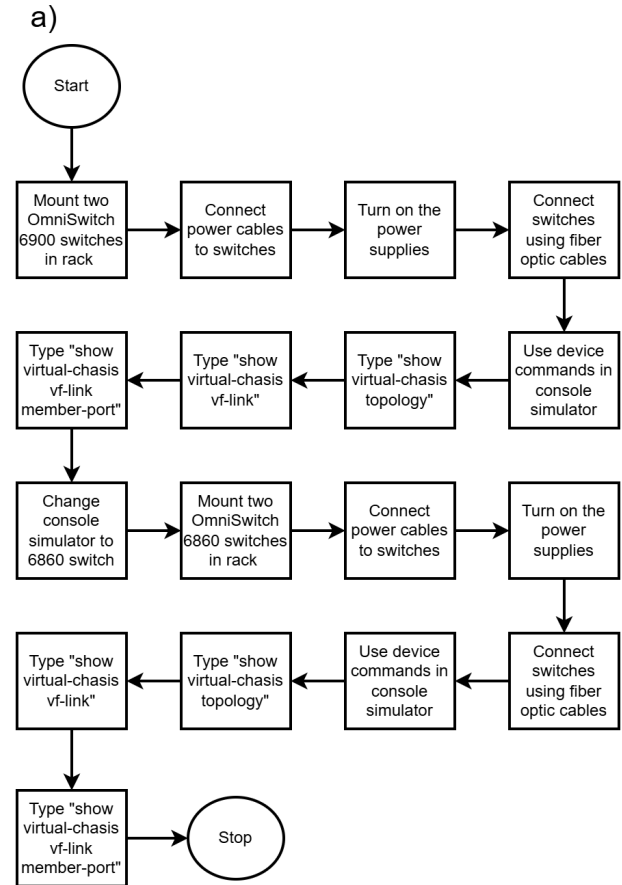 a)
Start
Mount two
OmniSwitch
6900 switches
in rack
Connect
power cables
to switches
Turn on the
power
supplies
Connect
switches
using fiber
optic cables
Use device
commands in
console
simulator
Type "show
virtual-chasis
topology"
Type "show
virtual-chasis
vf-link"
Type "show
virtual-chasis
vf-link
member-port"
Change
console
simulator to
6860 switch
Mount two
OmniSwitch
6860 switches
in rack
Connect
power cables
to switches
Turn on the
power
supplies
Connect
switches
using fiber
optic cables
Use device
commands in
console
simulator
Type "show
virtual-chasis
topology"
Type "show
virtual-chasis
vf-link"
Type "show
virtual-chasis
vf-link
member-port"
Stop